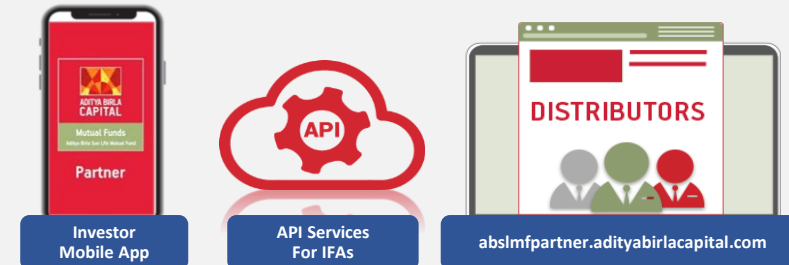 ADITYA BIRLA
CAPITAL
Mutual Funds
Aditya Birla Sun Life Mutual Fund
Partner
Investor
Mobile App
API
API Services
For IFAs
DISTRIBUTORS
abslmfpartner.adityabirlacapital.com